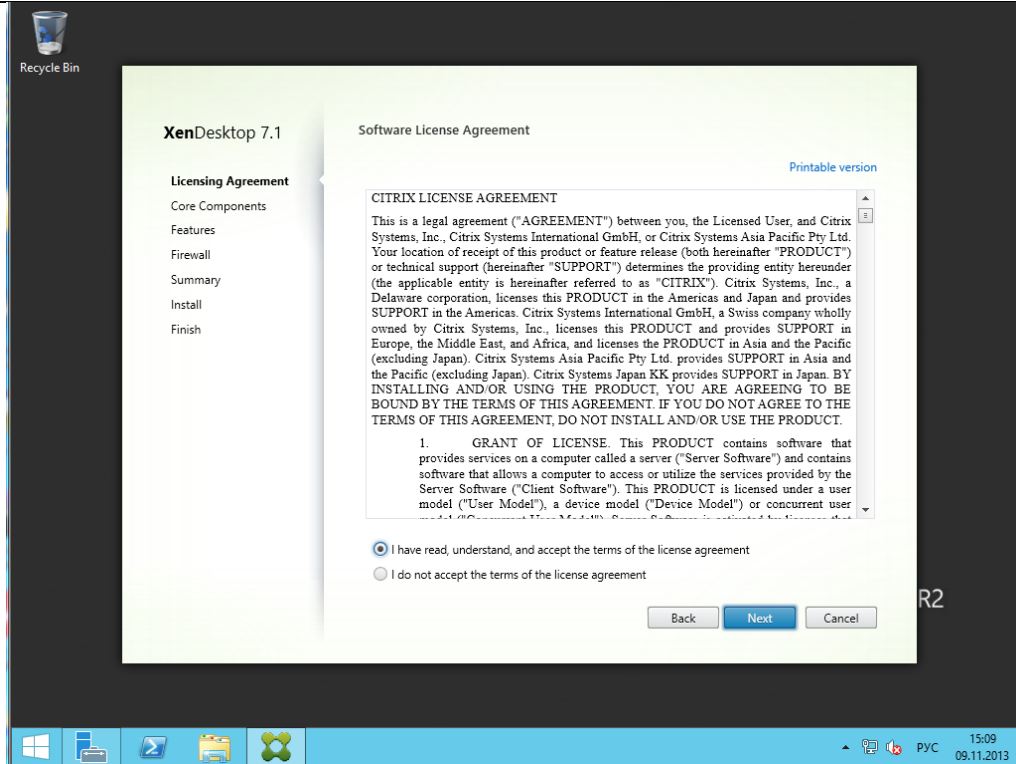 Recycle Bin
XenDesktop 7.1
Licensing Agreement
Core Components
Features
Firewall
Summary
Install
Finish
Software License Agreement
Printable version
CITRIX LICENSE AGREEMENT
This is a legal agreement ("AGREEMENT") between you, the Licensed User, and Citrix
Systems, Inc., Citrix Systems International GmbH, or Citrix Systems Asia Pacific Pty Ltd.
Your location of receipt of this product or feature release (both hereinafter "PRODUCT")
or technical support (hereinafter "SUPPORT") determines the providing entity hereunder
(the applicable entity is hereinafter referred to as "CITRIX"). Citrix Systems, Inc., a
Delaware corporation, licenses this PRODUCT in the Americas and Japan and provides
SUPPORT in the Americas. Citrix Systems International GmbH, a Swiss company wholly
owned by Citrix Systems, Inc., licenses this PRODUCT and provides SUPPORT in
Europe, the Middle East, and Africa, and licenses the PRODUCT in Asia and the Pacific
(excluding Japan). Citrix Systems Asia Pacific Pty Ltd. provides SUPPORT in Asia and
the Pacific (excluding Japan). Citrix Systems Japan KK provides SUPPORT in Japan. BY
INSTALLING AND/OR USING THE PRODUCT, YOU ARE AGREEING TO BE
BOUND BY THE TERMS OF THIS AGREEMENT. IF YOU DO NOT AGREE TO THE
TERMS OF THIS AGREEMENT, DO NOT INSTALL AND/OR USE THE PRODUCT.
1. GRANT OF LICENSE. This PRODUCT contains software that
provides services on a computer called a server ("Server Software") and contains
software that allows a computer to access or utilize the services provided by the
Server Software ("Client Software"). This PRODUCT is licensed under a user
model ("User Model"), a device model ("Device Model") or concurrent user
I have read, understand, and accept the terms of the license agreement
I do not accept the terms of the license agreement
Back
Next
Cancel
R2
РУС
15:09
09.11.2013